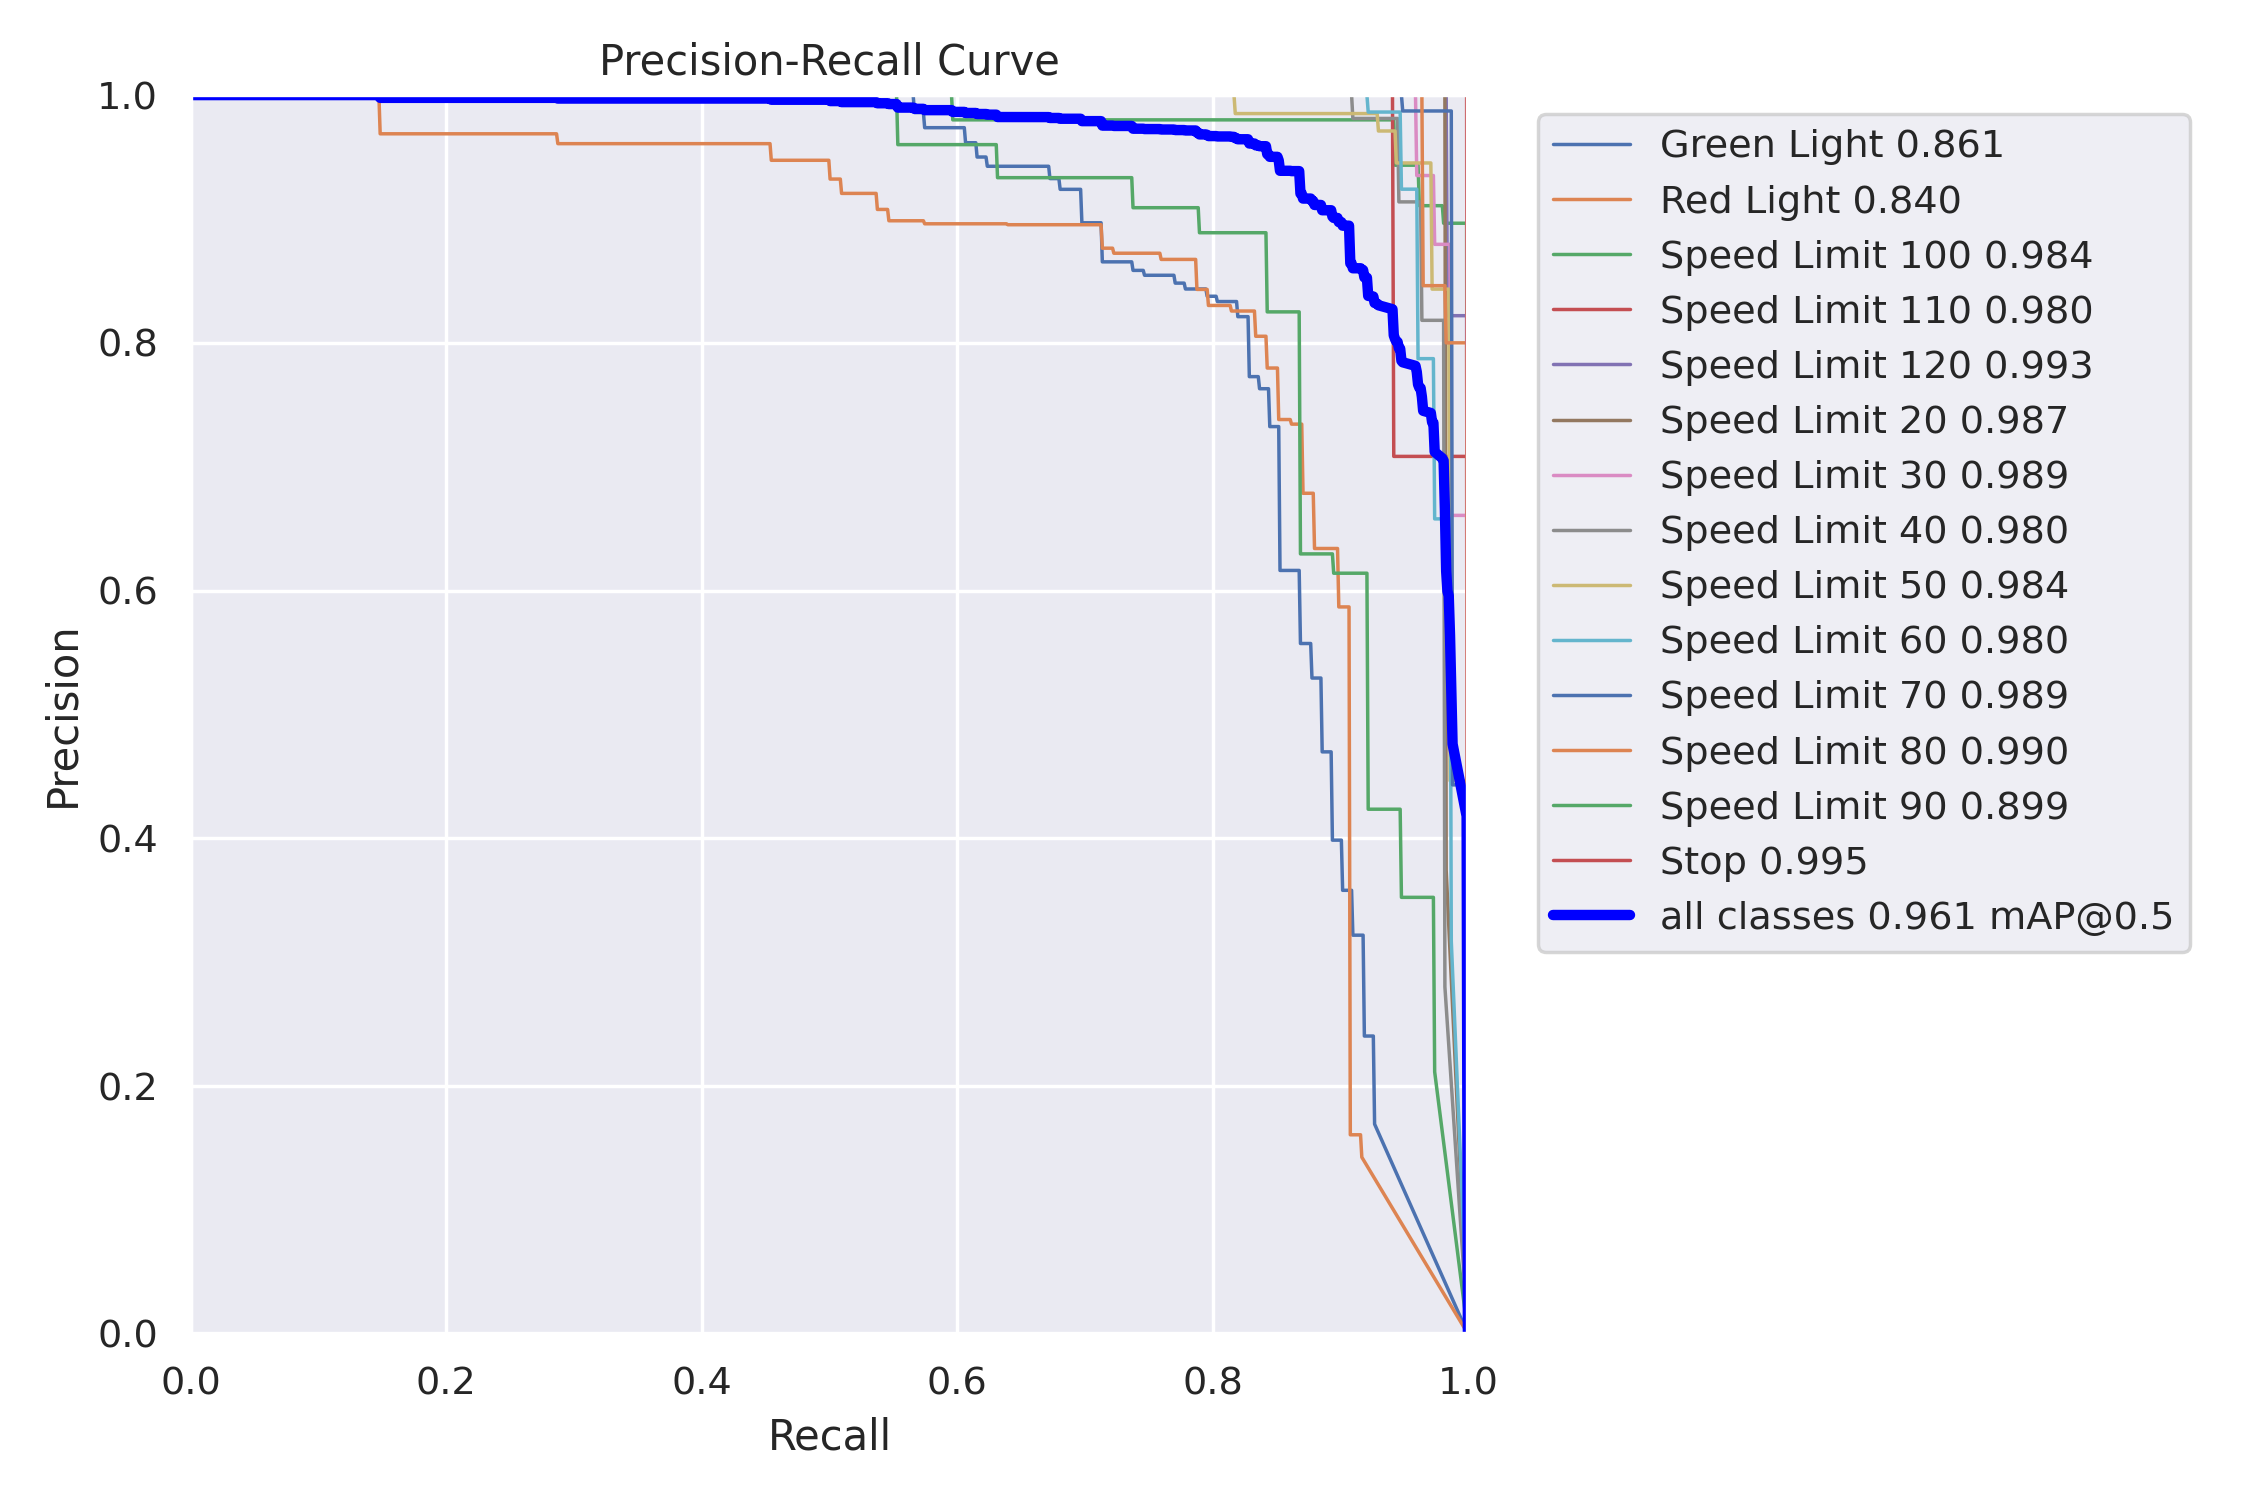 Precision-Recall Curve
1.0
0.8
0.6
0.4
0.2
0.0
Precision
0.0 0.2 0.4 0.6 0.8 1.0
Recall
Green Light 0.861
Red Light 0.840
Speed Limit 100 0.984
Speed Limit 110 0.980
Speed Limit 120 0.993
Speed Limit 20 0.987
Speed Limit 30 0.989
Speed Limit 40 0.980
Speed Limit 50 0.984
Speed Limit 60 0.980
Speed Limit 70 0.989
Speed Limit 80 0.990
Speed Limit 90 0.899
Stop 0.995
all classes 0.961 mAP@0.5